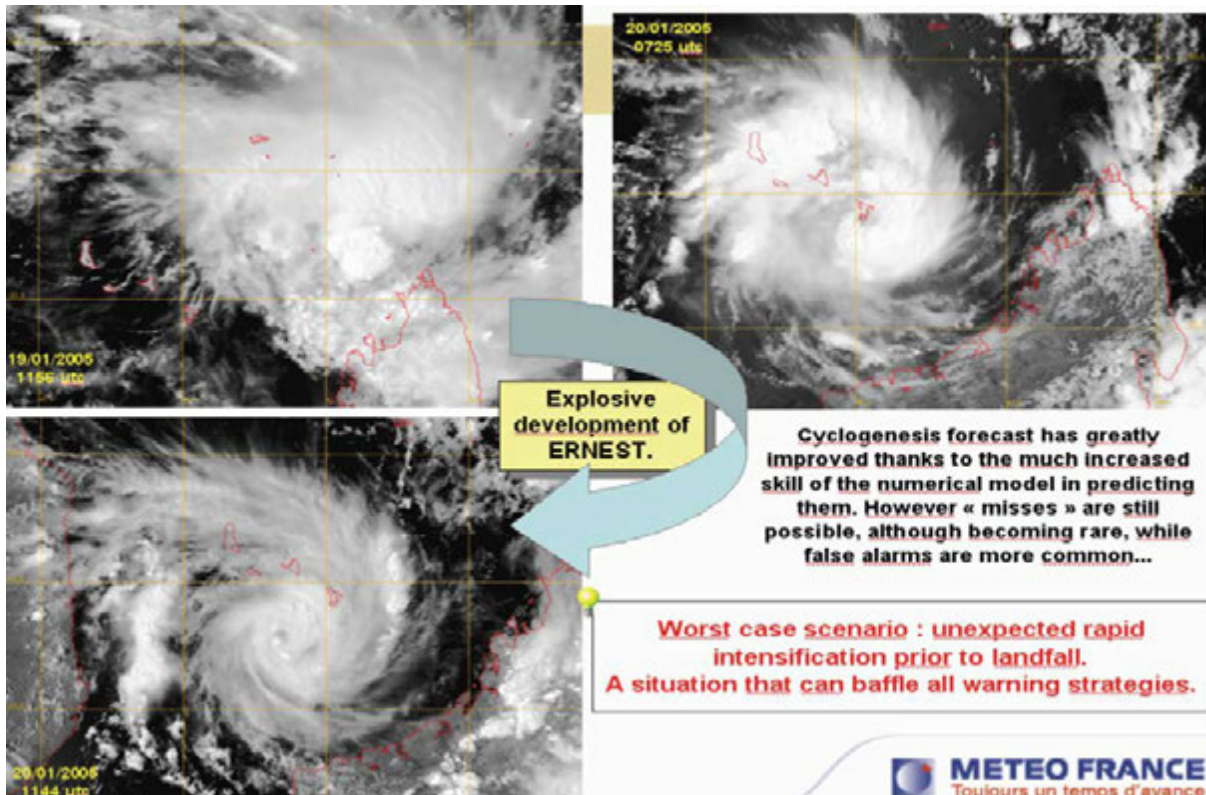 19/01/2005
1156 utc
20/01/2005
0725 utc
Explosive
development of
ERNEST.
20/01/2005
1144 utc
Cyclogenesis forecast has greatly
improved thanks to the much increased
skill of the numerical model in predicting
them. However « misses » are still
possible, although becoming rare, while
false alarms are more common...
Worst case scenario : unexpected rapid
intensification prior to landfall.
A situation that can baffle all warning strategies.
METEO FRANCE
Toujours un temps d'avance